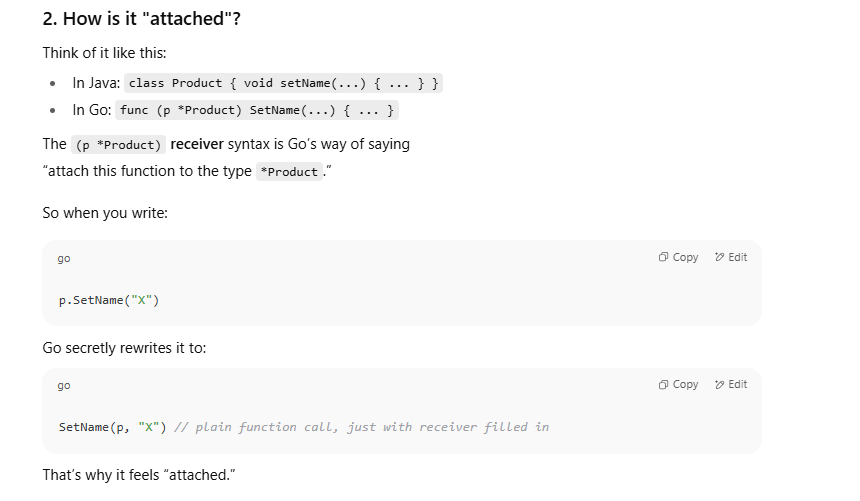 2. How is it "attached"?
Think of it like this:
• In Java: class Product { void setName(...) { ... } }
• In Go: func (p *Product) SetName(...) { ... }
The (p *Product) receiver syntax is Go’s way of saying
“attach this function to the type *Product.”
So when you write:
go Copy Edit
p.SetName("X")
Go secretly rewrites it to:
go Copy Edit
SetName(p, "X") // plain function call, just with receiver filled in
That’s why it feels “attached.”